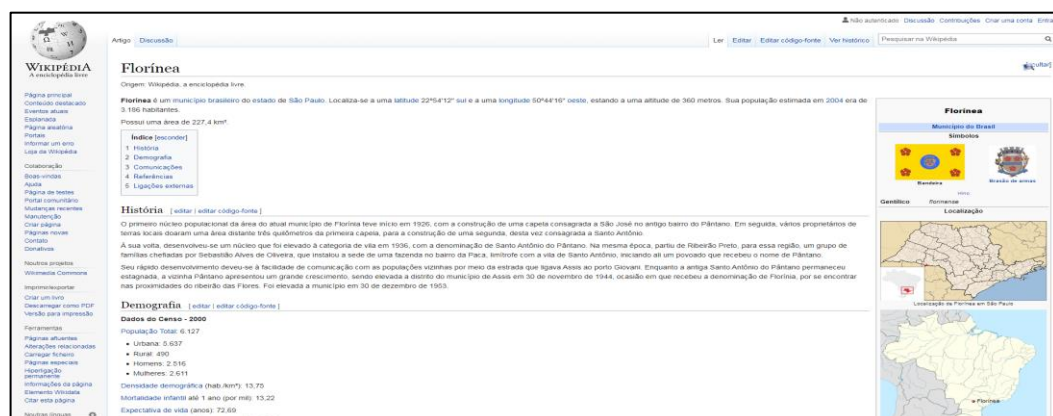 Não autenticado Discussão Contribuições Criar uma conta Entrar
Artigo Discussão
Ler Editar Editar código-fonte Ver histórico Pesquisar na Wikipédia
WIKIPÉDIA
A enciclopédia livre
Página principal
Conteúdo destacado
Eventos atuais
Esplanada
Página aleatória
Portais
Informar um erro
Loja da Wikipédia
Colaboração
Boas-vindas
Ajuda
Página de testes
Portal comunitário
Mudanças recentes
Manutenção
Criar página
Páginas novas
Contato
Donativos
Noutros projetos
Wikimedia Commons
Imprimir/exportar
Criar um livro
Descarregar como PDF
Versão para impressão
Ferramentas
Páginas afluentes
Alterações relacionadas
Carregar ficheiro
Páginas especiais
Hiperligação
permanente
Informações da página
Elemento Wikidata
Citar esta página
Noutras línguas
Florínea
Origem: Wikipédia, a enciclopédia livre.
Florínea é um município brasileiro do estado de São Paulo. Localiza-se a uma latitude 22º54'12" sul e a uma longitude 50º44'16" oeste, estando a uma altitude de 360 metros. Sua população estimada em 2004 era de
3.186 habitantes.
Possui uma área de 227,4 km².
Índice [esconder]
1 História
2 Demografia
3 Comunicações
4 Referências
5 Ligações externas
História [ editar | editar código-fonte ]
O primeiro núcleo populacional da área do atual município de Florínia teve início em 1926, com a construção de uma capela consagrada a São José no antigo bairro do Pântano. Em seguida, vários proprietários de
terras locais doaram uma área distante três quilômetros da primeira capela, para a construção de uma segunda, desta vez consagrada a Santo Antônio.
À sua volta, desenvolveu-se um núcleo que foi elevado à categoria de vila em 1936, com a denominação de Santo Antônio do Pântano. Na mesma época, partiu de Ribeirão Preto, para essa região, um grupo de
famílias chefiadas por Sebastião Alves de Oliveira, que instalou a sede de uma fazenda no bairro da Paca, limítrofe com a vila de Santo Antônio, iniciando ali um povoado que recebeu o nome de Pântano.
Seu rápido desenvolvimento deveu-se à facilidade de comunicação com as populações vizinhas por meio da estrada que ligava Assis ao porto Giovani. Enquanto a antiga Santo Antônio do Pântano permaneceu
estagnada, a vizinha Pântano apresentou um grande crescimento, sendo elevada a distrito do município de Assis em 30 de novembro de 1944, ocasião em que recebeu a denominação de Florínia, por se encontrar
nas proximidades do ribeirão das Flores. Foi elevada a município em 30 de dezembro de 1953.
Demografia [ editar | editar código-fonte ]
Dados do Censo - 2000
População Total: 6.127
Urbana: 5.637
Rural: 490
Homens: 2.516
Mulheres: 2.611
Densidade demográfica (hab./km²): 13,75
Mortalidade infantil até 1 ano (por mil): 13,22
Expectativa de vida (anos): 72,69
Florínea
Município do Brasil
Símbolos
Bandeira Brasão de armas
Hino
Gentílico florinense
Localização
Localização de Florínea em São Paulo
Florínea